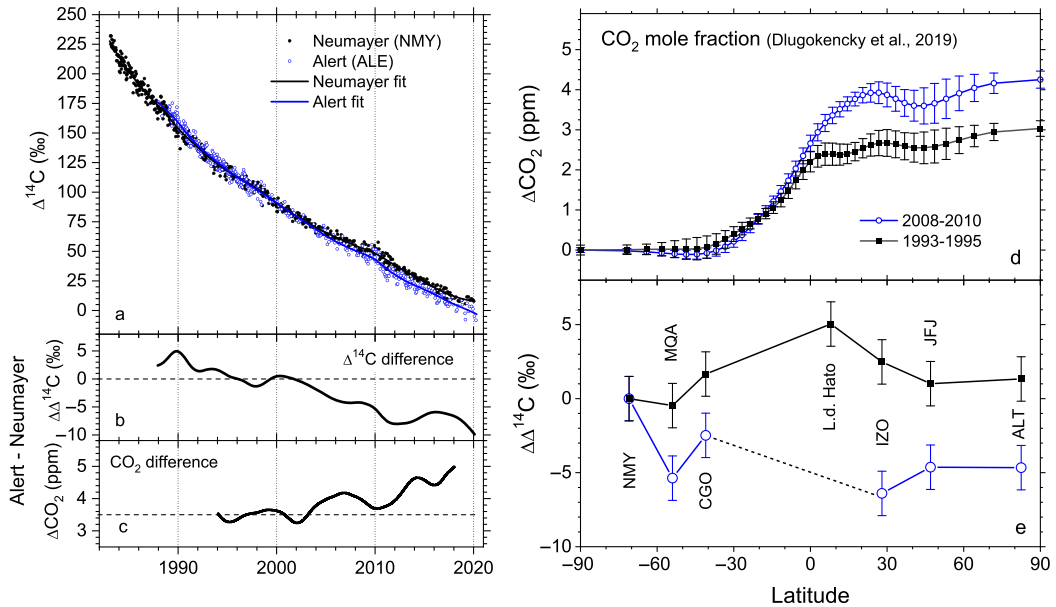 250
225
200
175
150
125
100
75
50
25
0
Δ¹⁴C (‰)
Neumayer (NMY)
Alert (ALE)
Neumayer fit
Alert fit
a
Alert - Neumayer
5
0
−5
−10
ΔΔ¹⁴C (‰)
Δ¹⁴C difference
b
5
4
3
ΔCO₂ (ppm)
CO₂ difference
c
1990
2000
2010
2020
5
4
3
2
1
0
ΔCO₂ (ppm)
CO₂ mole fraction (Dlugokencky et al., 2019)
2008-2010
1993-1995
d
5
0
−5
−10
ΔΔ¹⁴C (‰)
NMY
MQA
CGO
L.d. Hato
IZO
JFJ
ALT
e
−90
−60
−30
0
30
60
90
Latitude